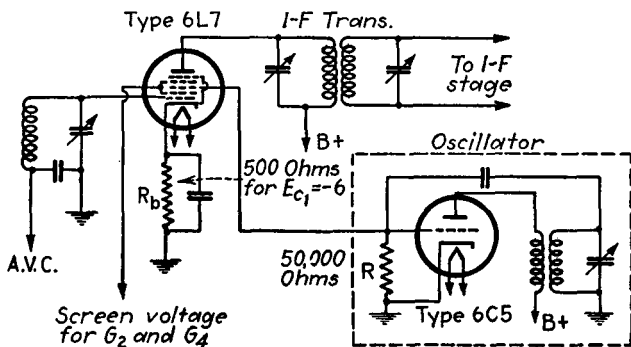 Type 6L7
I-F Trans.
To I-F
stage
B+
Oscillator
500 Ohms
for Ec1=-6
Rb
A.V.C.
50,000
Ohms
R
Type 6C5
B+
Screen voltage
for G2 and G4